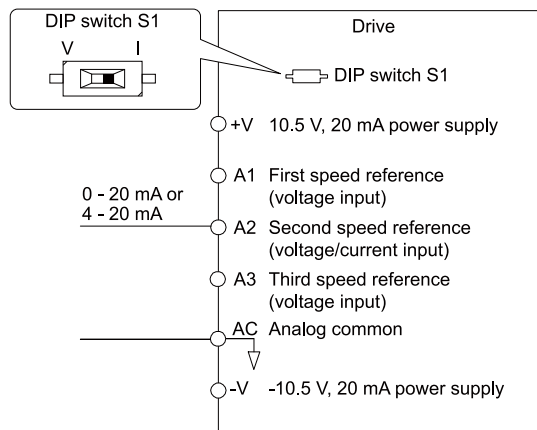 DIP switch S1
V I
Drive
DIP switch S1
+V 10.5 V, 20 mA power supply
A1 First speed reference
(voltage input)
0 - 20 mA or
4 - 20 mA
A2 Second speed reference
(voltage/current input)
A3 Third speed reference
(voltage input)
AC Analog common
-V -10.5 V, 20 mA power supply